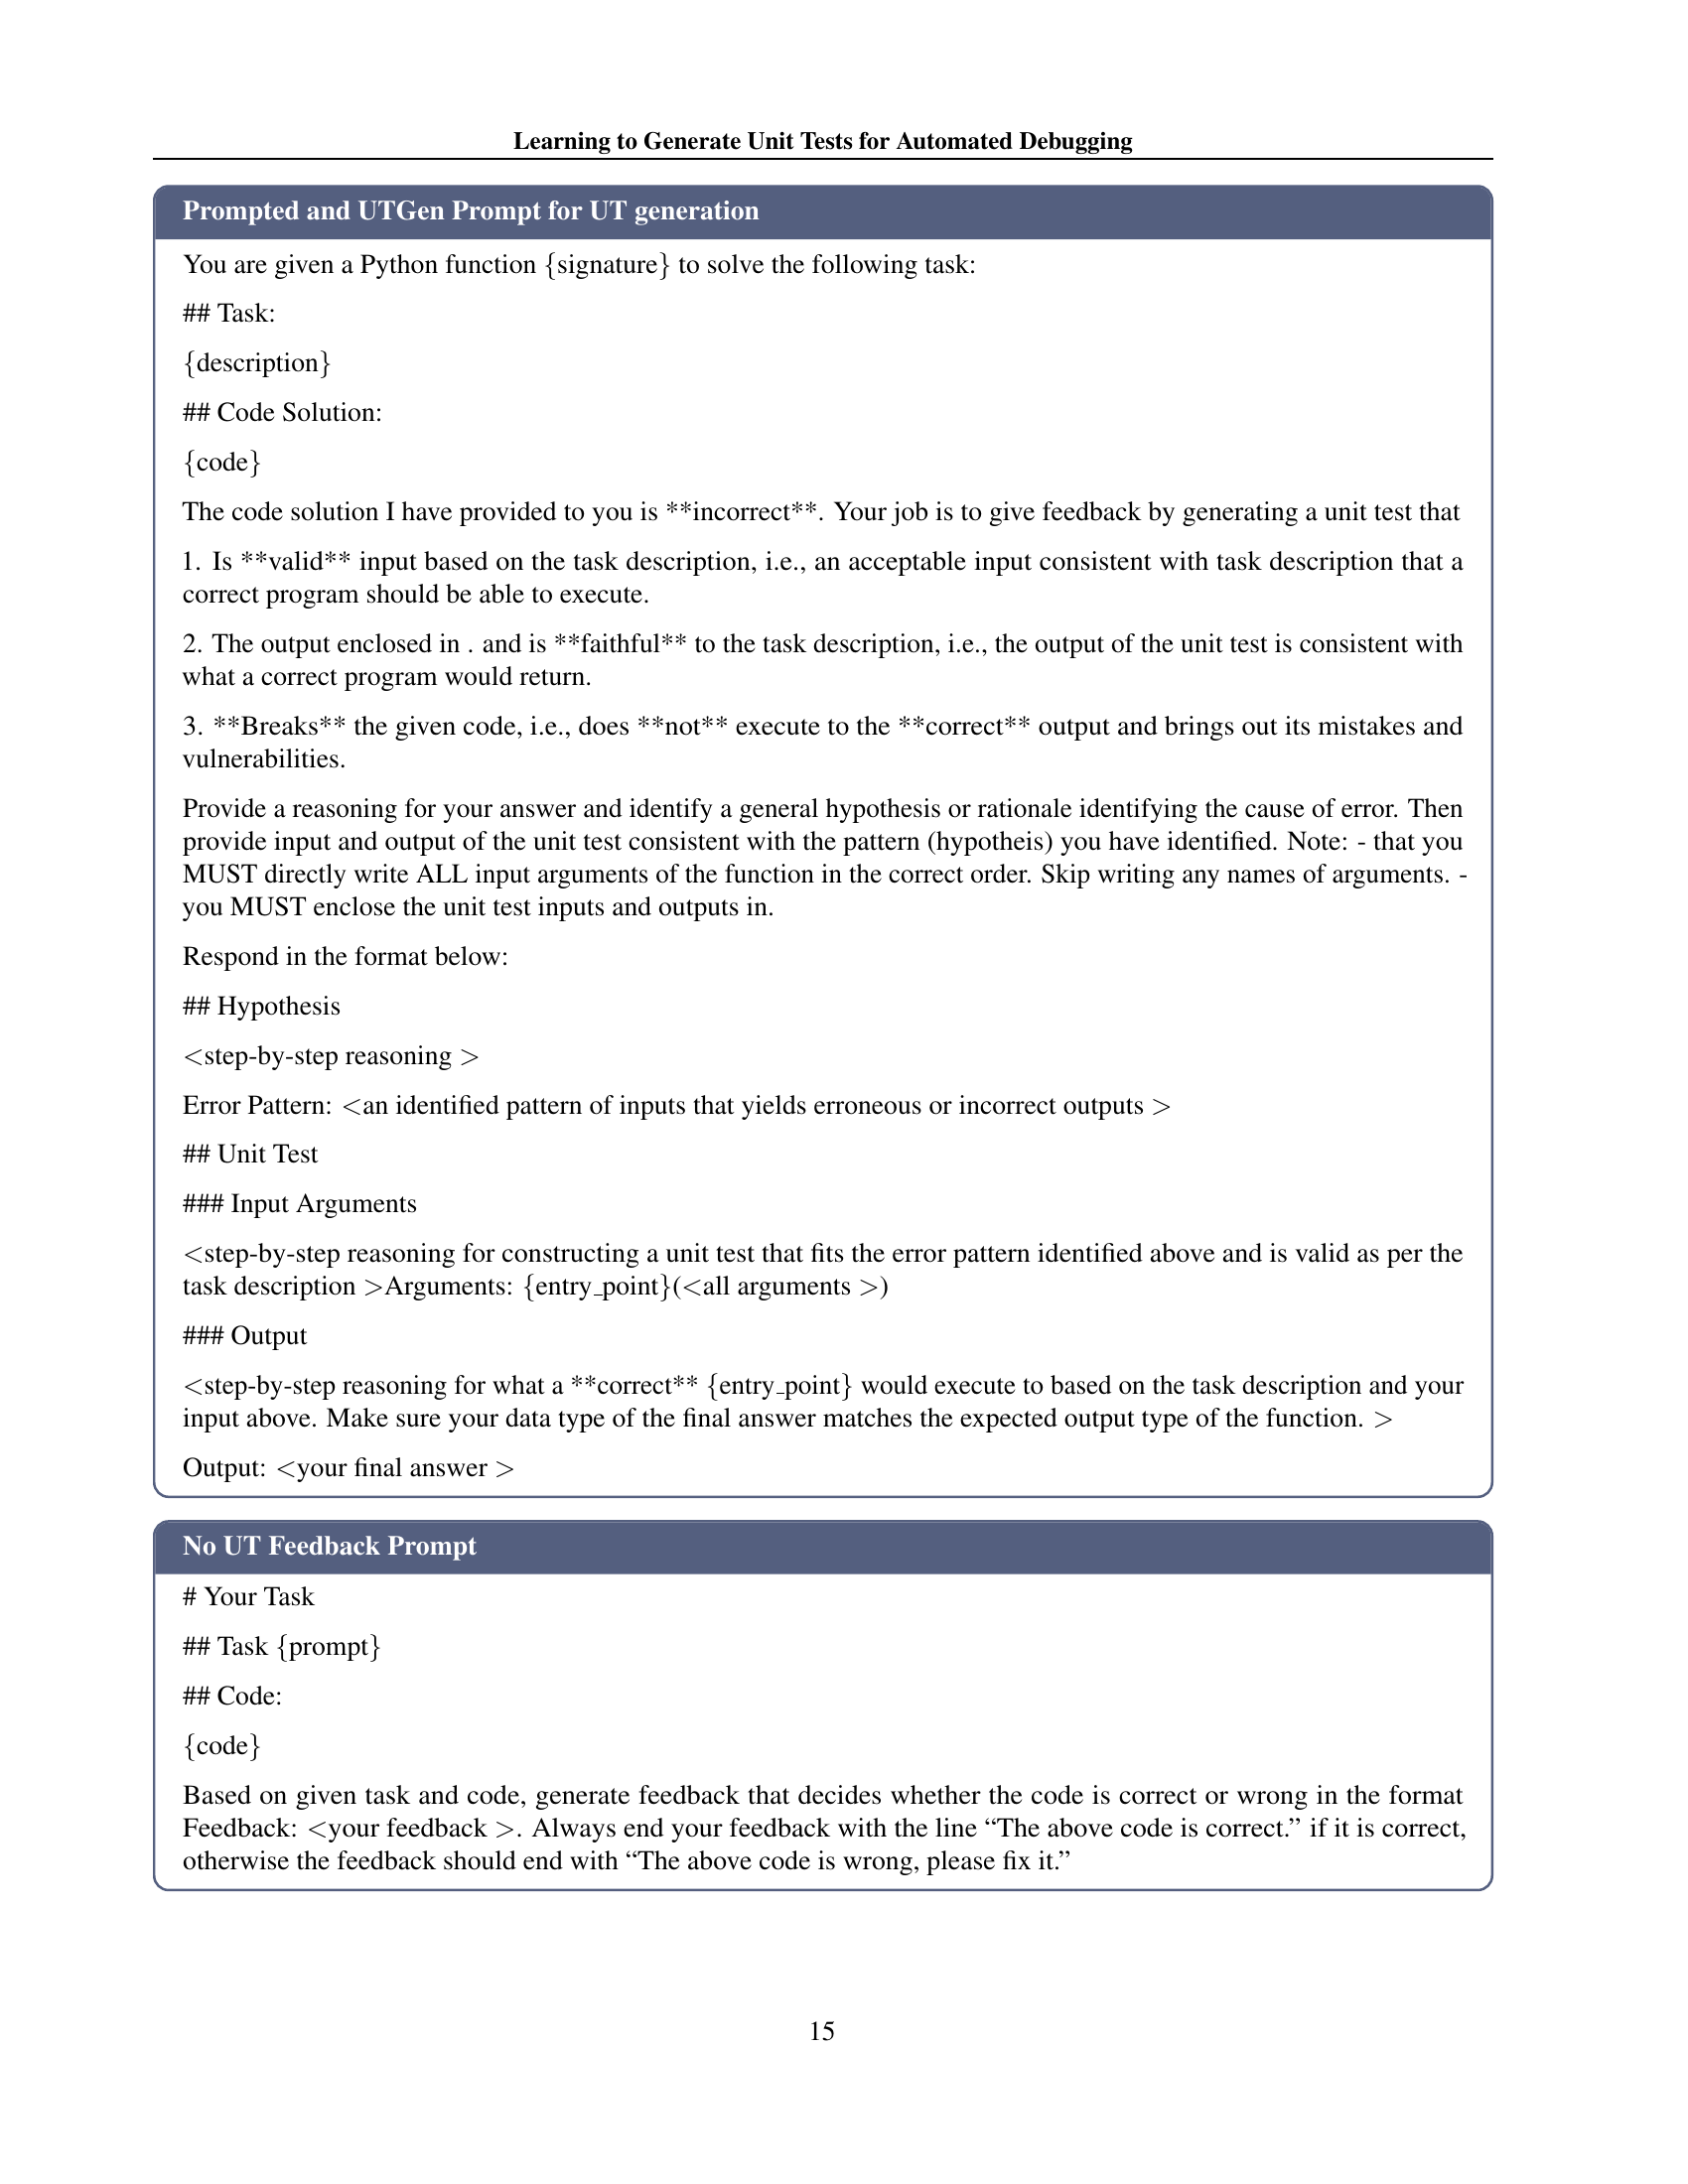 Learning to Generate Unit Tests for Automated Debugging
Prompted and UTGen Prompt for UT generation
You are given a Python function {signature} to solve the following task:
## Task:
{description}
## Code Solution:
{code}
The code solution I have provided to you is **incorrect**. Your job is to give feedback by generating a unit test that
1. Is **valid** input based on the task description, i.e., an acceptable input consistent with task description that a
correct program should be able to execute.
2. The output enclosed in . and is **faithful** to the task description, i.e., the output of the unit test is consistent with
what a correct program would return.
3. **Breaks** the given code, i.e., does **not** execute to the **correct** output and brings out its mistakes and
vulnerabilities.
Provide a reasoning for your answer and identify a general hypothesis or rationale identifying the cause of error. Then
provide input and output of the unit test consistent with the pattern (hypotheis) you have identified. Note: - that you
MUST directly write ALL input arguments of the function in the correct order. Skip writing any names of arguments. -
you MUST enclose the unit test inputs and outputs in.
Respond in the format below:
## Hypothesis
<step-by-step reasoning >
Error Pattern: <an identified pattern of inputs that yields erroneous or incorrect outputs >
## Unit Test
### Input Arguments
<step-by-step reasoning for constructing a unit test that fits the error pattern identified above and is valid as per the
task description >Arguments: {entry_point}(<all arguments >)
### Output
<step-by-step reasoning for what a **correct** {entry_point} would execute to based on the task description and your
input above. Make sure your data type of the final answer matches the expected output type of the function. >
Output: <your final answer >
No UT Feedback Prompt
# Your Task
## Task {prompt}
## Code:
{code}
Based on given task and code, generate feedback that decides whether the code is correct or wrong in the format
Feedback: <your feedback >. Always end your feedback with the line “The above code is correct.” if it is correct,
otherwise the feedback should end with “The above code is wrong, please fix it.”
15